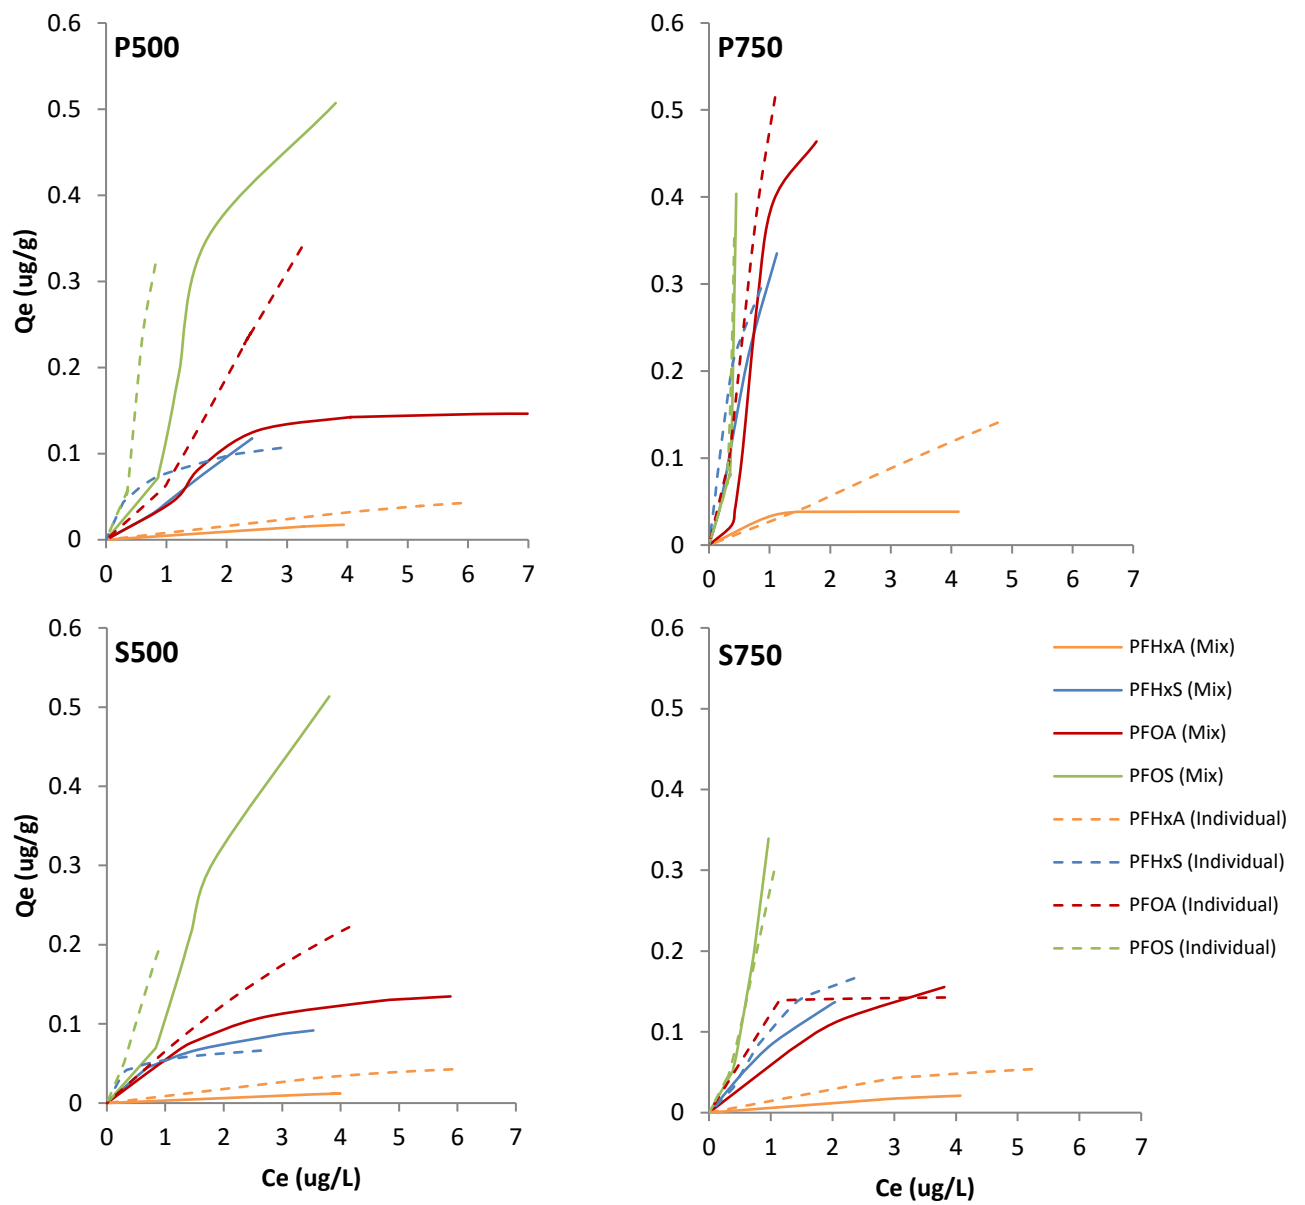 P500
0.6
0.5
0.4
0.3
0.2
0.1
0
Qe (ug/g)
0 1 2 3 4 5 6 7
P750
0.6
0.5
0.4
0.3
0.2
0.1
0
0 1 2 3 4 5 6 7
S500
0.6
0.5
0.4
0.3
0.2
0.1
0
Qe (ug/g)
0 1 2 3 4 5 6 7
Ce (ug/L)
S750
0.6
0.5
0.4
0.3
0.2
0.1
0
0 1 2 3 4 5 6 7
Ce (ug/L)
PFHxA (Mix)
PFHxS (Mix)
PFOA (Mix)
PFOS (Mix)
PFHxA (Individual)
PFHxS (Individual)
PFOA (Individual)
PFOS (Individual)